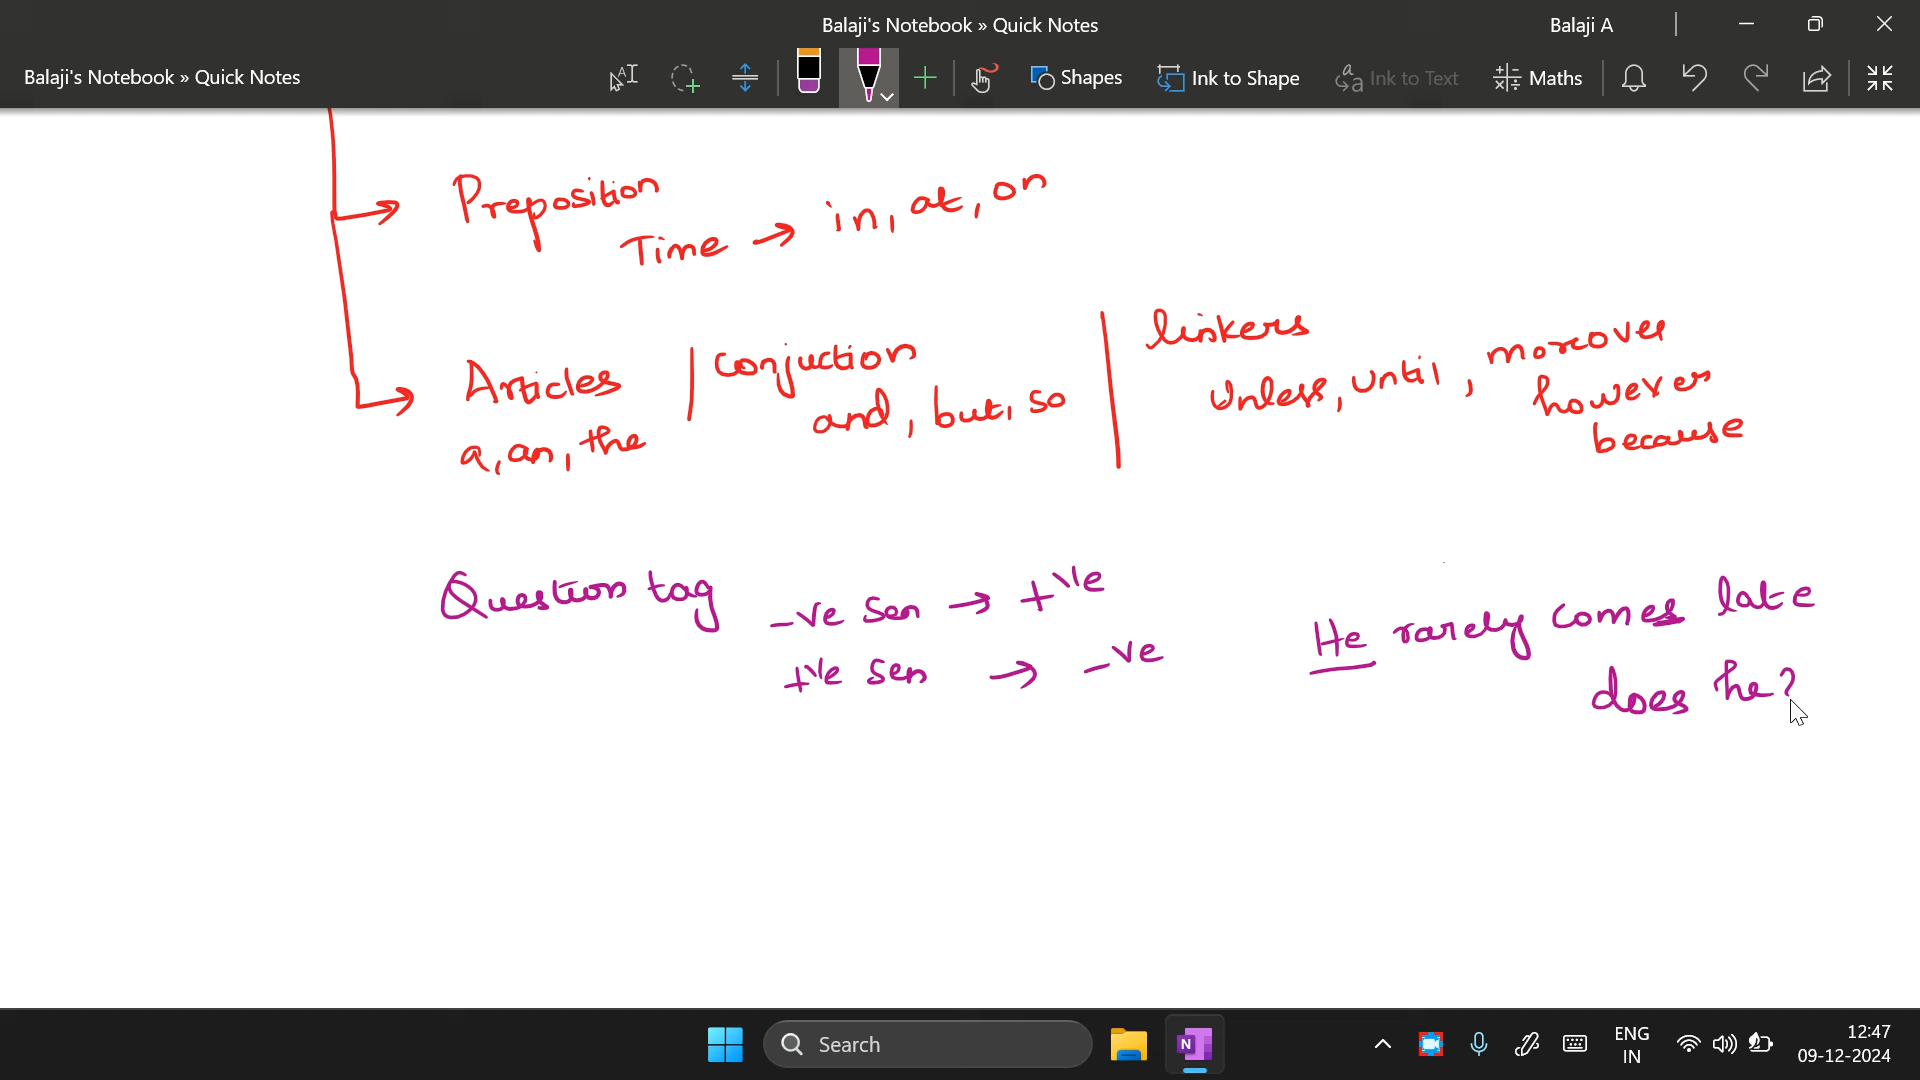 Balaji's Notebook » Quick Notes
Balaji A
Balaji's Notebook » Quick Notes
Shapes
Ink to Shape
Ink to Text
Maths
Preposition
Time → in, at, on
Articles | conjuction | linkers
a, an, the
and, but, so
Unless, until, moreover
however
because
Question tag
-ve sen → +ve
+ve sen → -ve
He rarely comes late
does he?
Search
ENG
IN
12:47
09-12-2024